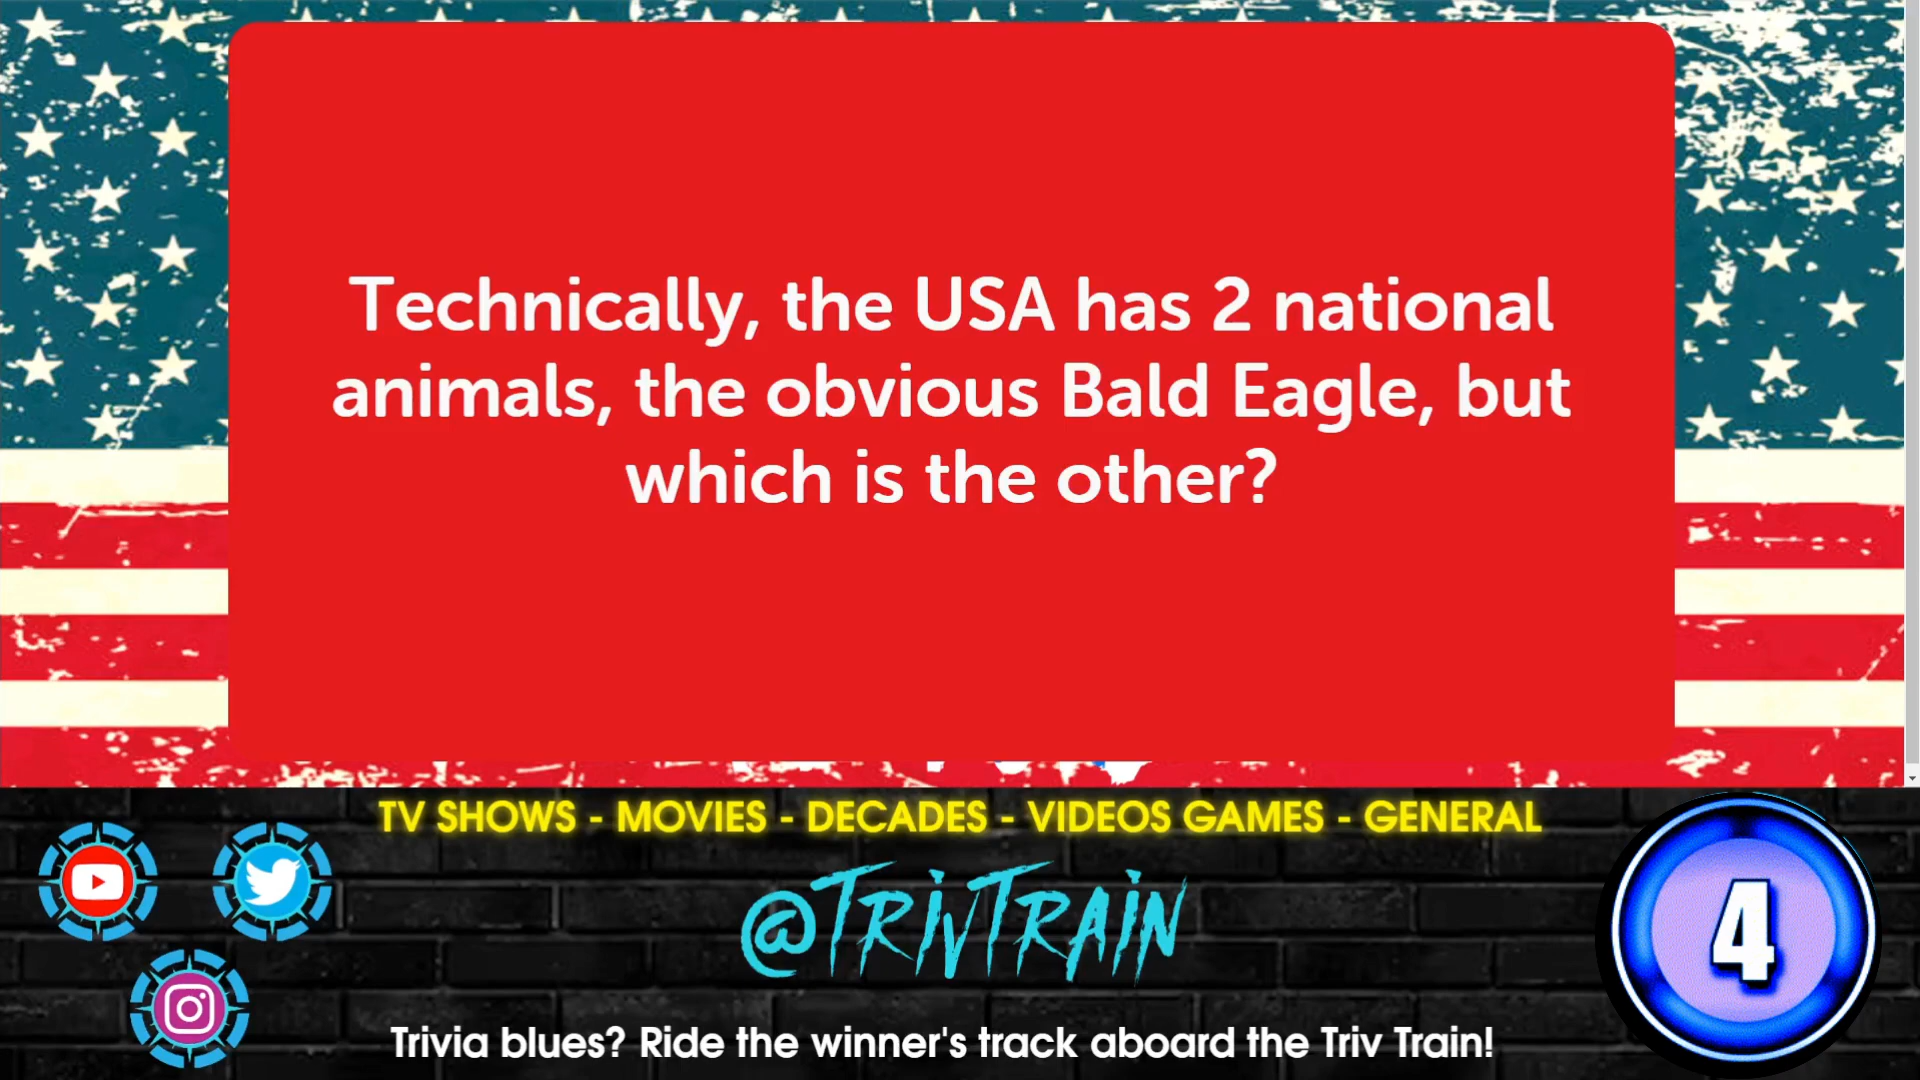 Technically, the USA has 2 national
animals, the obvious Bald Eagle, but
which is the other?
TV SHOWS - MOVIES - DECADES - VIDEOS GAMES - GENERAL
@TRIVTRAIN
4
Trivia blues? Ride the winner's track aboard the Triv Train!